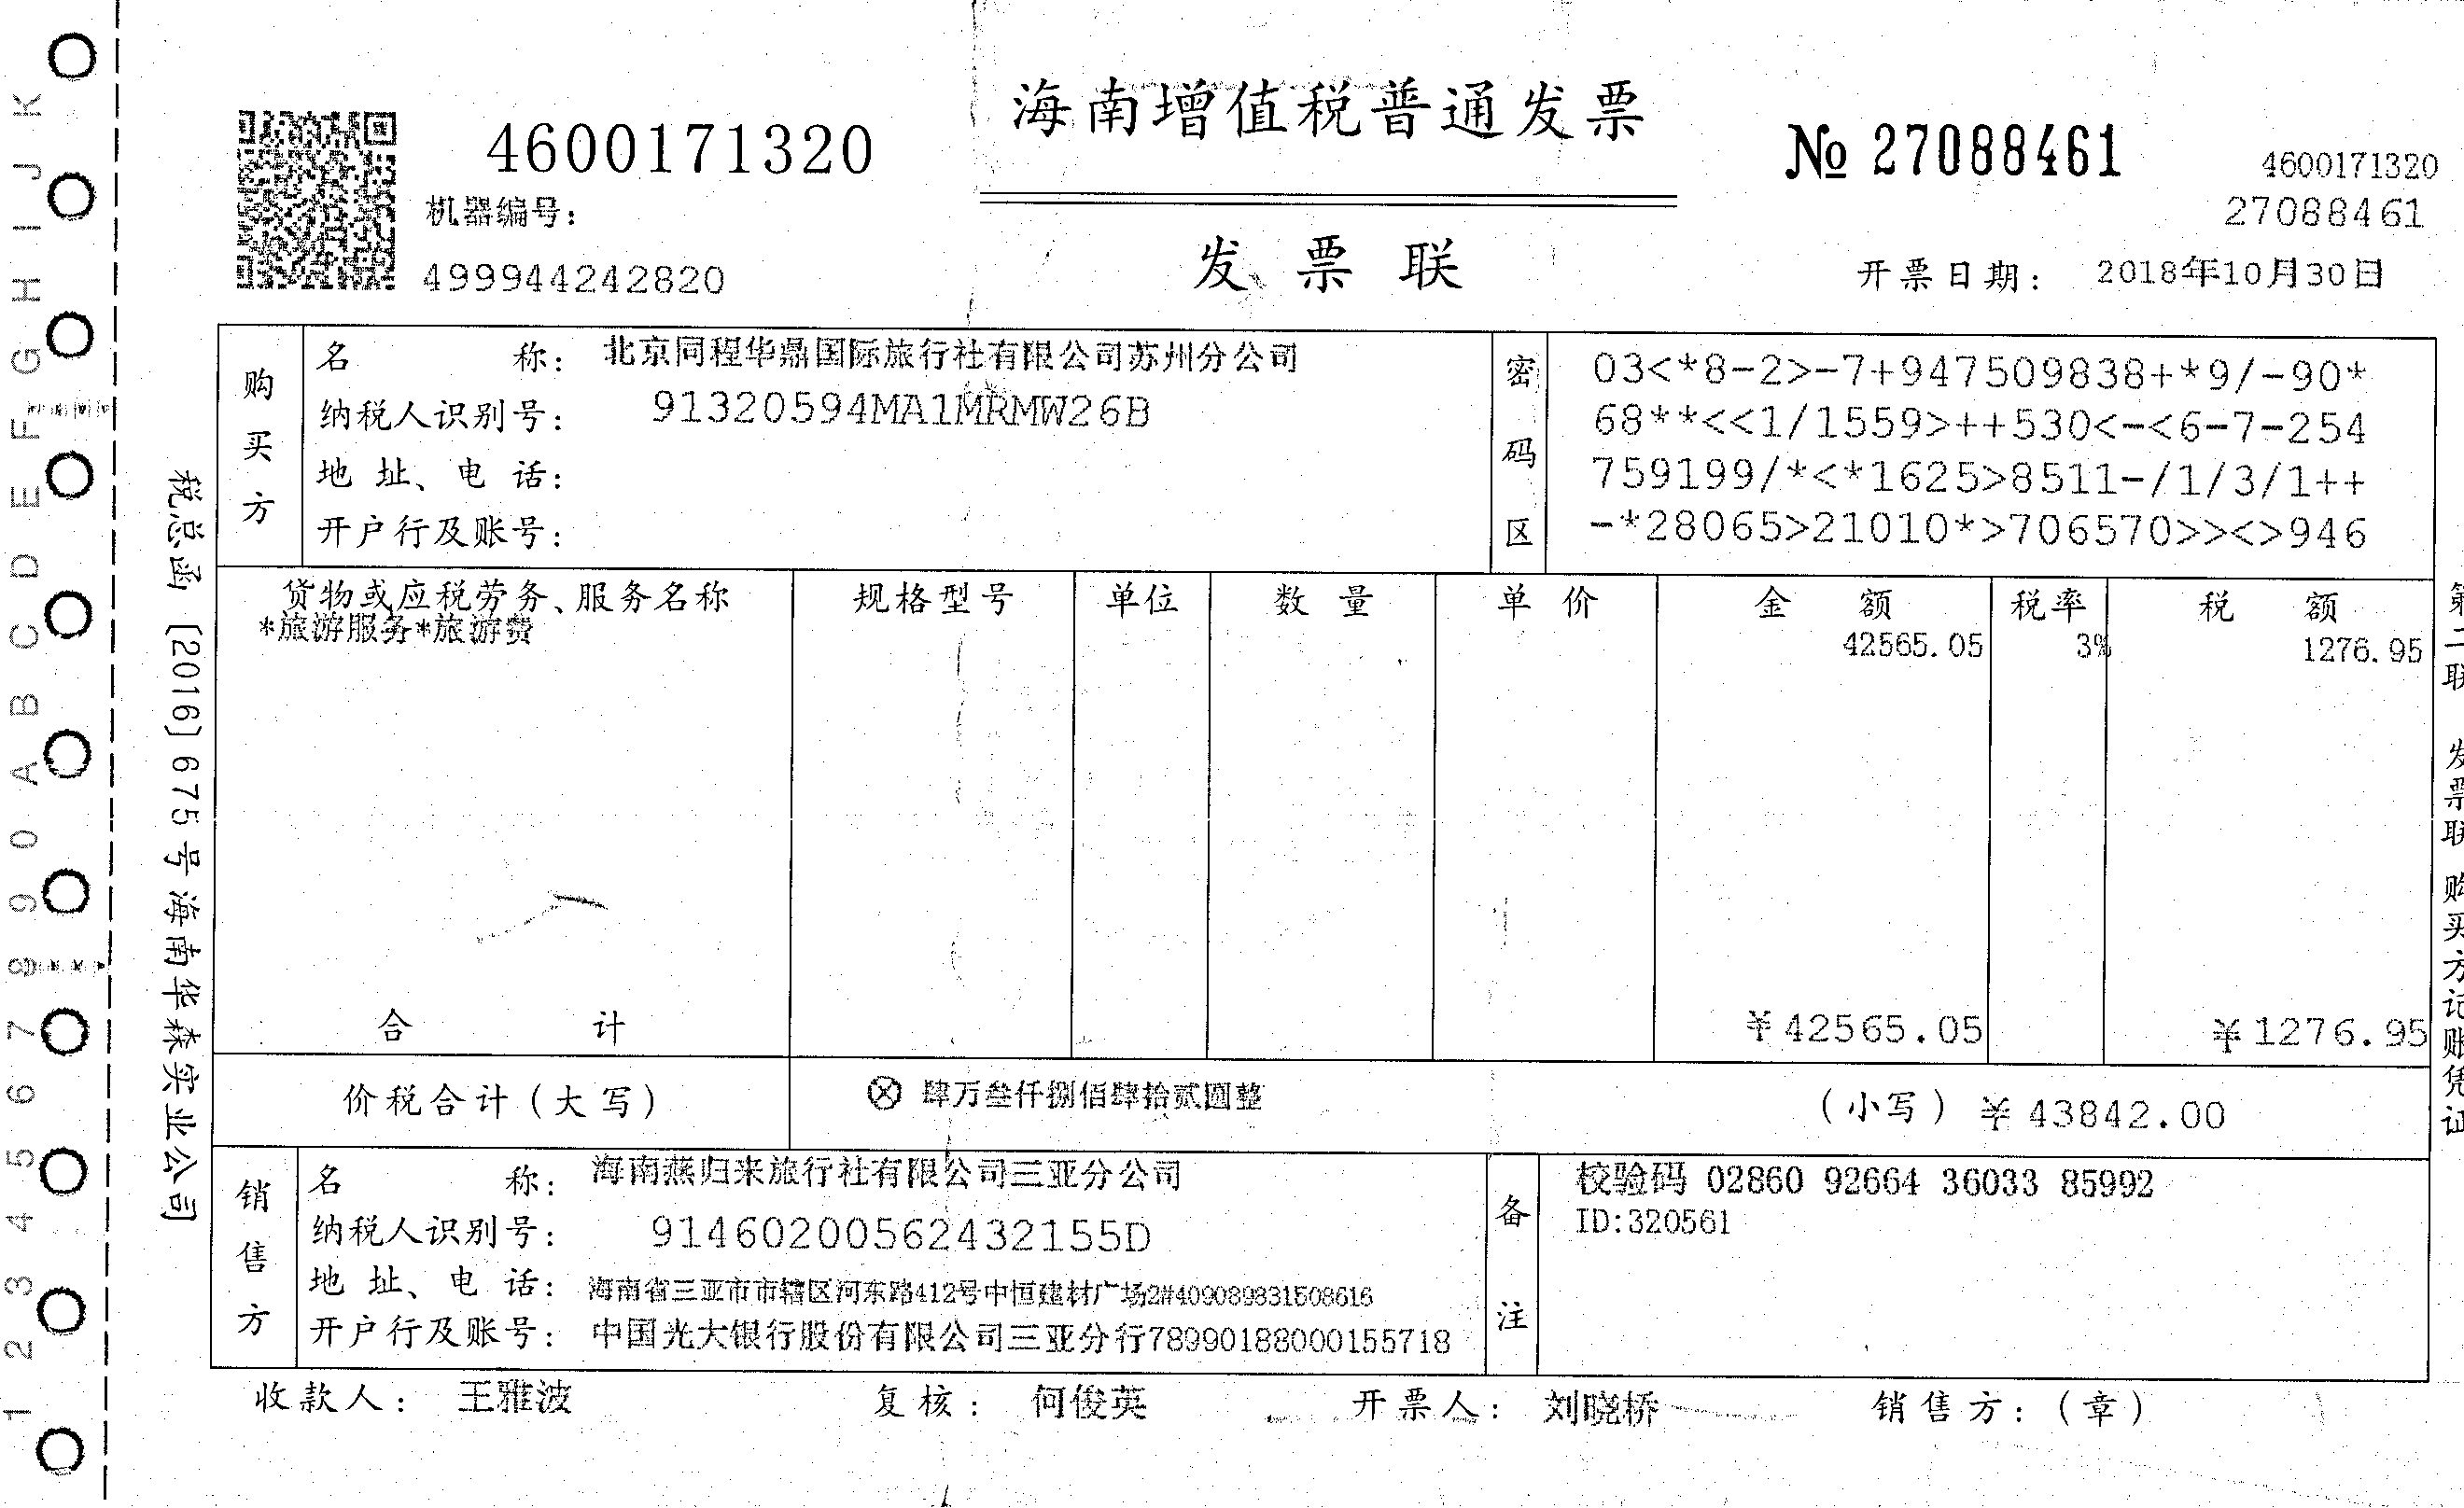 海南增值税普通发票
4600171320
№ 27088461
4600171320
27088461
机器编号：
499944242820
发票联
开票日期： 2018年10月30日
购买方
名 称： 北京同程华鼎国际旅行社有限公司苏州分公司
纳税人识别号： 91320594MA1MRMW26B
地 址、电 话：
开户行及账号：
密码区
03<*8-2>-7+947509838+*9/-90*
68**<<1/1559>++530<-<6-7-254
759199/*<*1625>8511-/1/3/1++
-*28065>21010*>706570>><>946
货物或应税劳务、服务名称 规格型号 单位 数 量 单 价 金 额 税率 税 额
*旅游服务*旅游费 42565.05 3% 1276.95
合 计 ￥42565.05 ￥1276.95
价税合计（大写） ⊗ 肆万叁仟捌佰肆拾贰圆整 （小写）￥43842.00
销售方
名 称： 海南燕归来旅行社有限公司三亚分公司
纳税人识别号： 91460200562432155D
地 址、电 话： 海南省三亚市市辖区河东路412号中恒建材广场2#409089831508616
开户行及账号： 中国光大银行股份有限公司三亚分行78990188000155718
备注
校验码 02860 92664 36033 85992
ID:320561
收款人： 王雅波 复核： 何俊英 开票人： 刘晓桥 销售方：（章）
税总函〔2016〕675号海南华森实业公司
第二联 发票联 购买方记账凭证
1 2 3 4 5 6 7 8 9 0 A B C D E F G H I J K